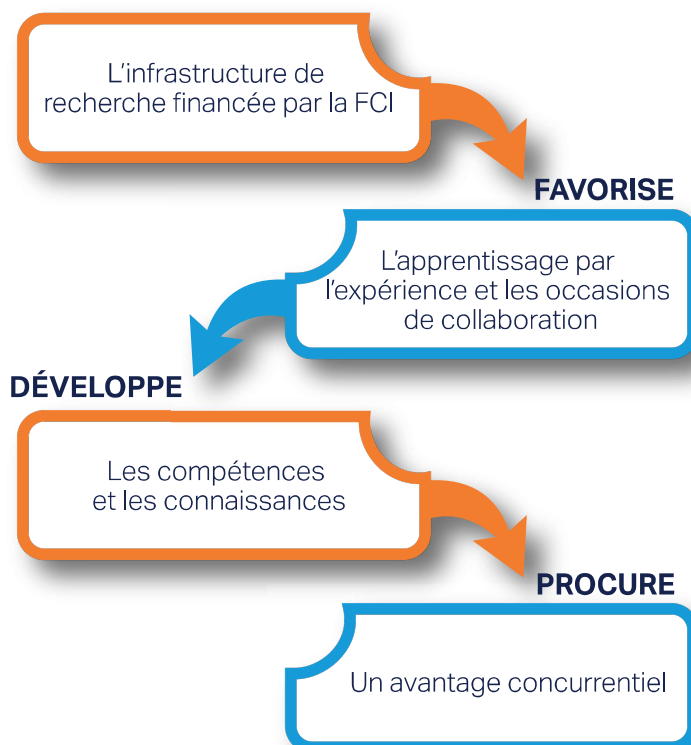 L'infrastructure de
recherche financée par la FCI
FAVORISE
L'apprentissage par
l'expérience et les occasions
de collaboration
DÉVELOPPE
Les compétences
et les connaissances
PROCURE
Un avantage concurrentiel